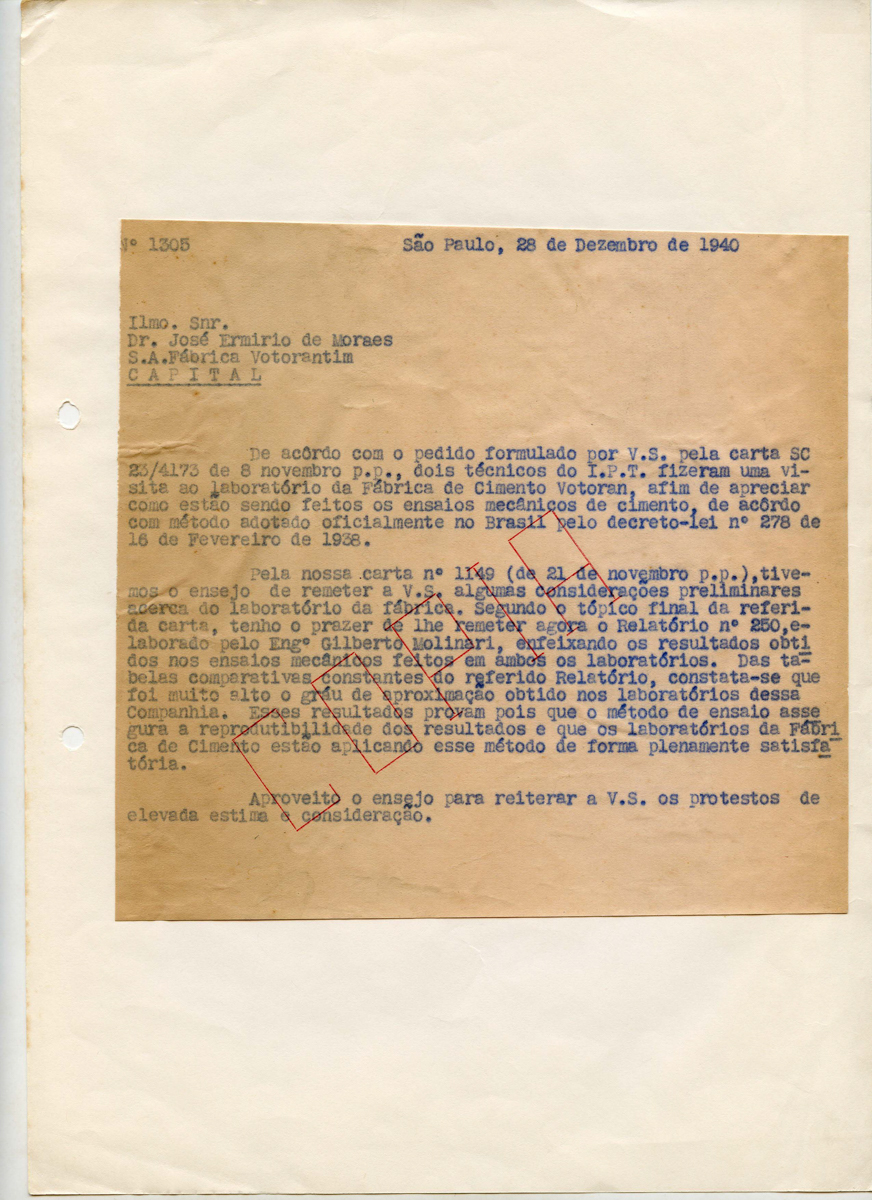 Nº 1305 São Paulo, 28 de Dezembro de 1940
Ilmo. Snr.
Dr. José Ermirio de Moraes
S.A.Fábrica Votorantim
C A P I T A L
De acôrdo com o pedido formulado por V.S. pela carta SC
23/4173 de 8 novembro p.p., dois técnicos do I.P.T. fizeram uma vi-
sita ao laboratório da Fábrica de Cimento Votoran, afim de apreciar
como estão sendo feitos os ensaios mecânicos de cimento, de acôrdo
com método adotado oficialmente no Brasil pelo decreto-lei nº 278 de
16 de Fevereiro de 1938.
Pela nossa carta nº 1149 (de 21 de novembro p.p.),tive-
mos o ensejo de remeter a V.S. algumas considerações preliminares
acerca do laboratório da fábrica. Segundo o tópico final da referi-
da carta, tenho o prazer de lhe remeter agora o Relatório nº 250,e-
laborado pelo Engº Gilberto Molinari, enfeixando os resultados obti
dos nos ensaios mecânicos feitos em ambos os laboratórios. Das ta-
belas comparativas constantes do referido Relatório, constata-se que
foi muito alto o gráu de aproximação obtido nos laboratórios dessa
Companhia. Esses resultados provam pois que o método de ensaio asse
gura a reprodutibilidade dos resultados e que os laboratórios da Fábri
ca de Cimento estão aplicando esse método de forma plenamente satisfa
tória.
Aproveito o ensejo para reiterar a V.S. os protestos de
elevada estima e consideração.